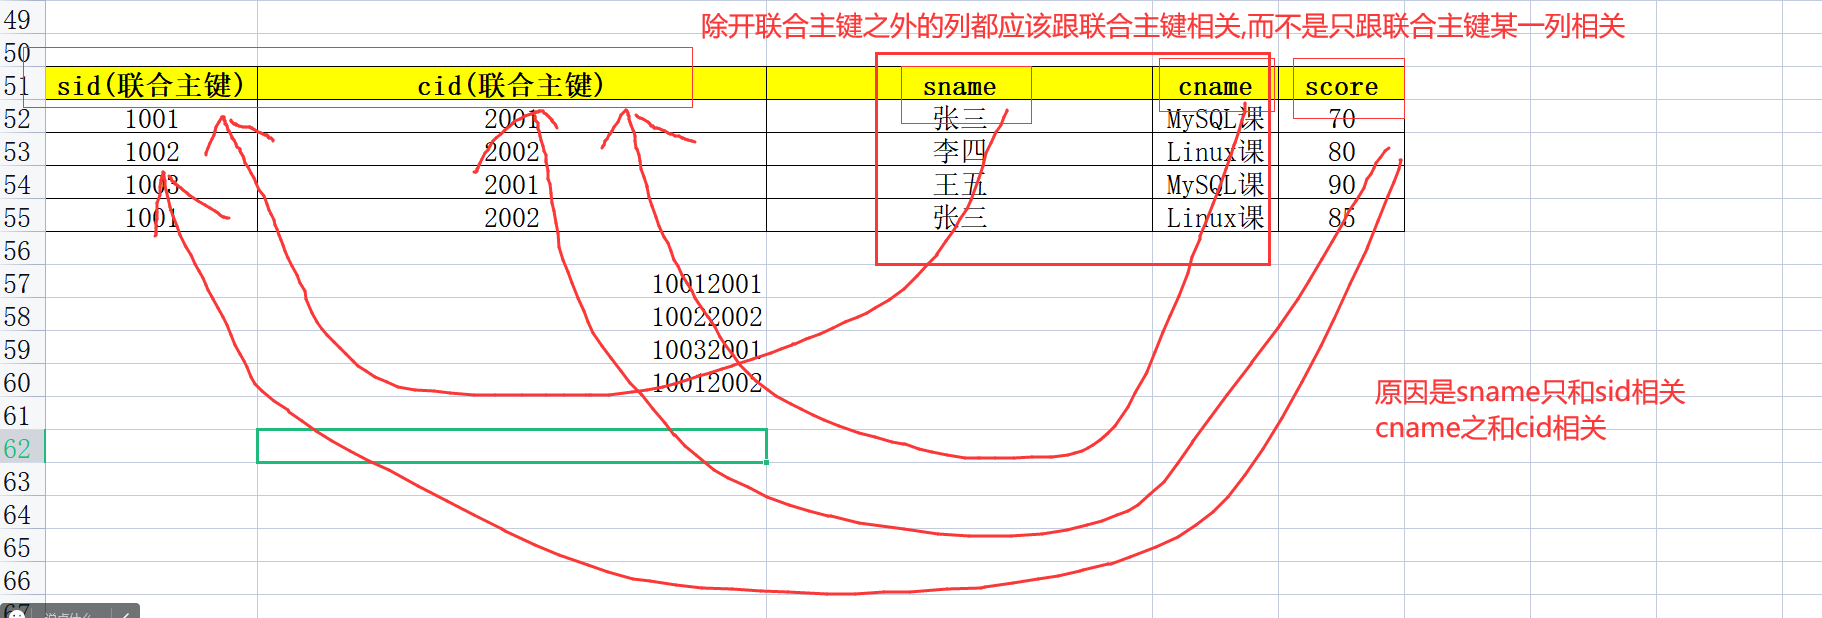 除开联合主键之外的列都应该跟联合主键相关,而不是只跟联合主键某一列相关
49
50
51 sid(联合主键) cid(联合主键) sname cname score
52 1001 2001 张三 MySQL课 70
53 1002 2002 李四 Linux课 80
54 1003 2001 王五 MySQL课 90
55 1001 2002 张三 Linux课 85
56
57 10012001
58 10022002
59 10032001
60 10012002
原因是sname只和sid相关
61
cname之和cid相关
62
63
64
65
66
67